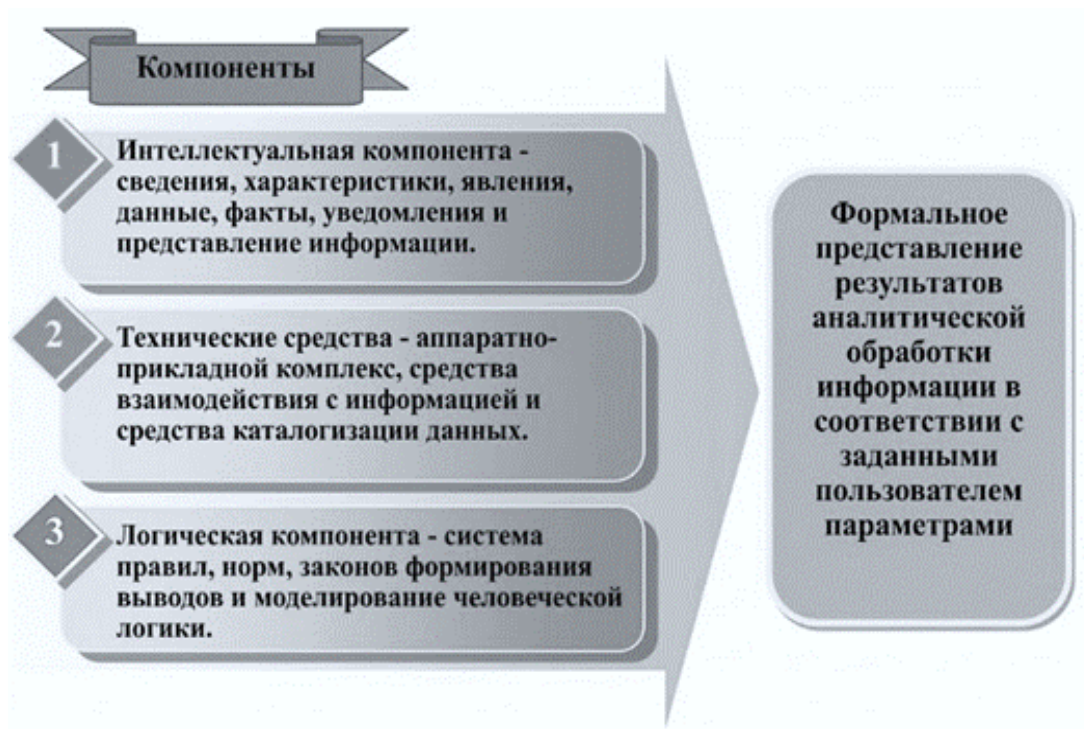 Компоненты
1
Интеллектуальная компонента -
сведения, характеристики, явления,
данные, факты, уведомления и
представление информации.
2
Технические средства - аппаратно-
прикладной комплекс, средства
взаимодействия с информацией и
средства каталогизации данных.
3
Логическая компонента - система
правил, норм, законов формирования
выводов и моделирование человеческой
логики.
Формальное
представление
результатов
аналитической
обработки
информации в
соответствии с
заданными
пользователем
параметрами